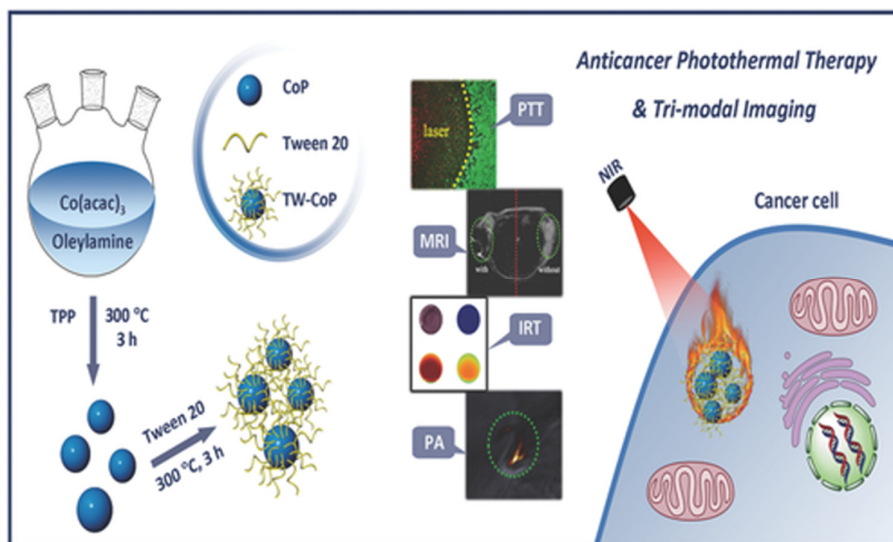 Co(acac)₃
Oleylamine
TPP
300 °C
3 h
Tween 20
300 °C, 3 h
CoP
Tween 20
TW-CoP
laser
PTT
MRI
with
without
IRT
PA
Anticancer Photothermal Therapy
& Tri-modal Imaging
NIR
Cancer cell